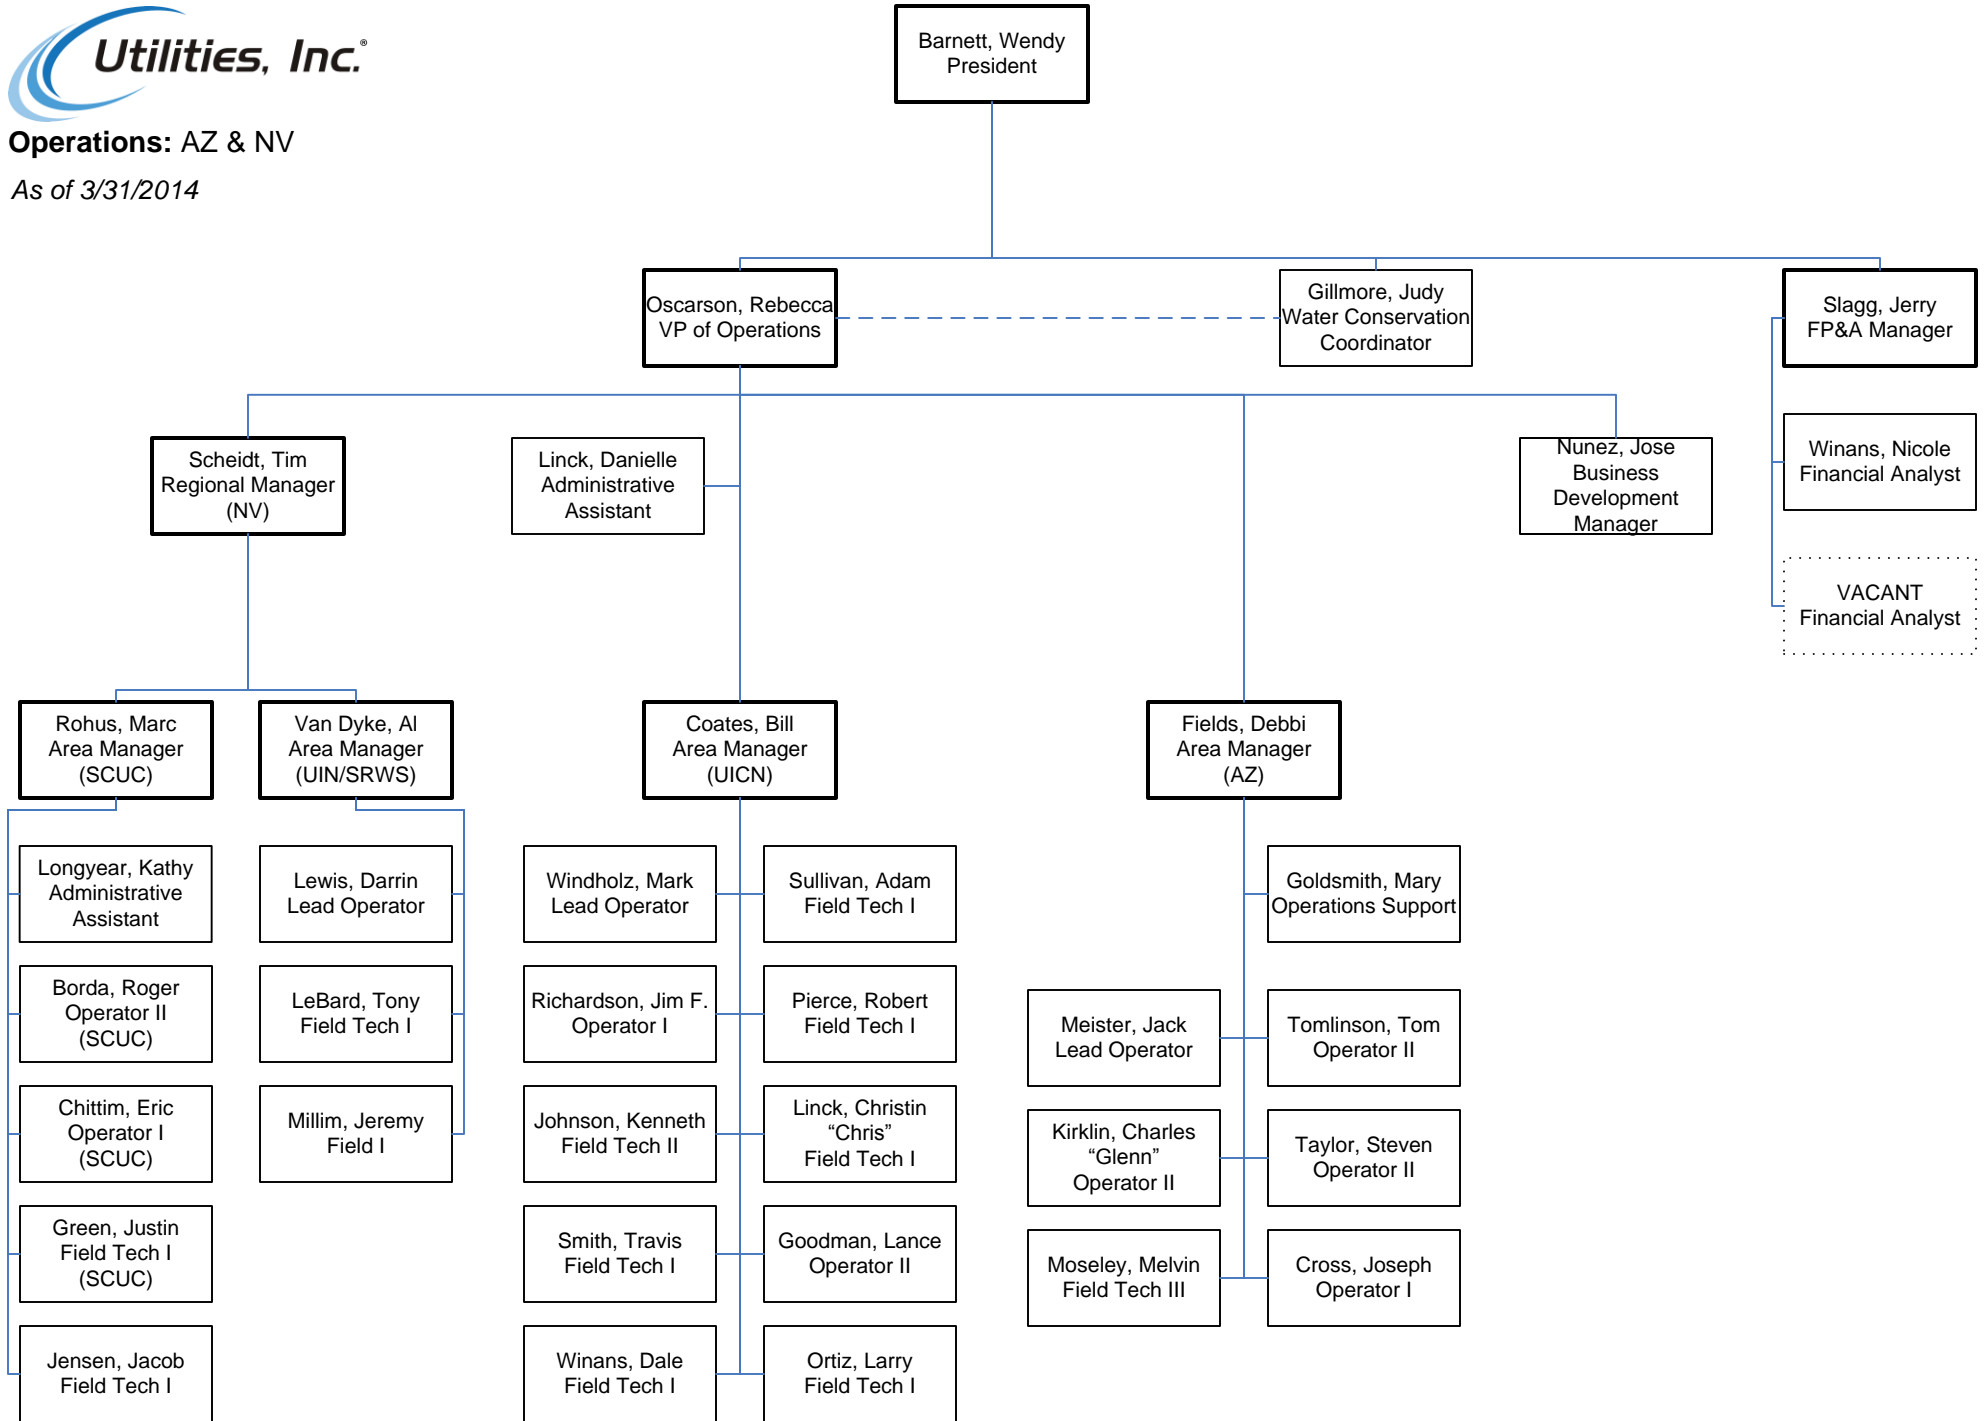 Utilities, Inc.®
Operations: AZ & NV
As of 3/31/2014
Barnett, Wendy
President
Oscarson, Rebecca
VP of Operations
Gillmore, Judy
Water Conservation
Coordinator
Slagg, Jerry
FP&A Manager
Scheidt, Tim
Regional Manager
(NV)
Linck, Danielle
Administrative
Assistant
Nunez, Jose
Business
Development
Manager
Winans, Nicole
Financial Analyst
VACANT
Financial Analyst
Rohus, Marc
Area Manager
(SCUC)
Van Dyke, Al
Area Manager
(UIN/SRWS)
Coates, Bill
Area Manager
(UICN)
Fields, Debbi
Area Manager
(AZ)
Longyear, Kathy
Administrative
Assistant
Lewis, Darrin
Lead Operator
Windholz, Mark
Lead Operator
Sullivan, Adam
Field Tech I
Goldsmith, Mary
Operations Support
Borda, Roger
Operator II
(SCUC)
LeBard, Tony
Field Tech I
Richardson, Jim F.
Operator I
Pierce, Robert
Field Tech I
Meister, Jack
Lead Operator
Tomlinson, Tom
Operator II
Chittim, Eric
Operator I
(SCUC)
Millim, Jeremy
Field I
Johnson, Kenneth
Field Tech II
Linck, Christin
“Chris”
Field Tech I
Kirklin, Charles
“Glenn”
Operator II
Taylor, Steven
Operator II
Green, Justin
Field Tech I
(SCUC)
Smith, Travis
Field Tech I
Goodman, Lance
Operator II
Moseley, Melvin
Field Tech III
Cross, Joseph
Operator I
Jensen, Jacob
Field Tech I
Winans, Dale
Field Tech I
Ortiz, Larry
Field Tech I